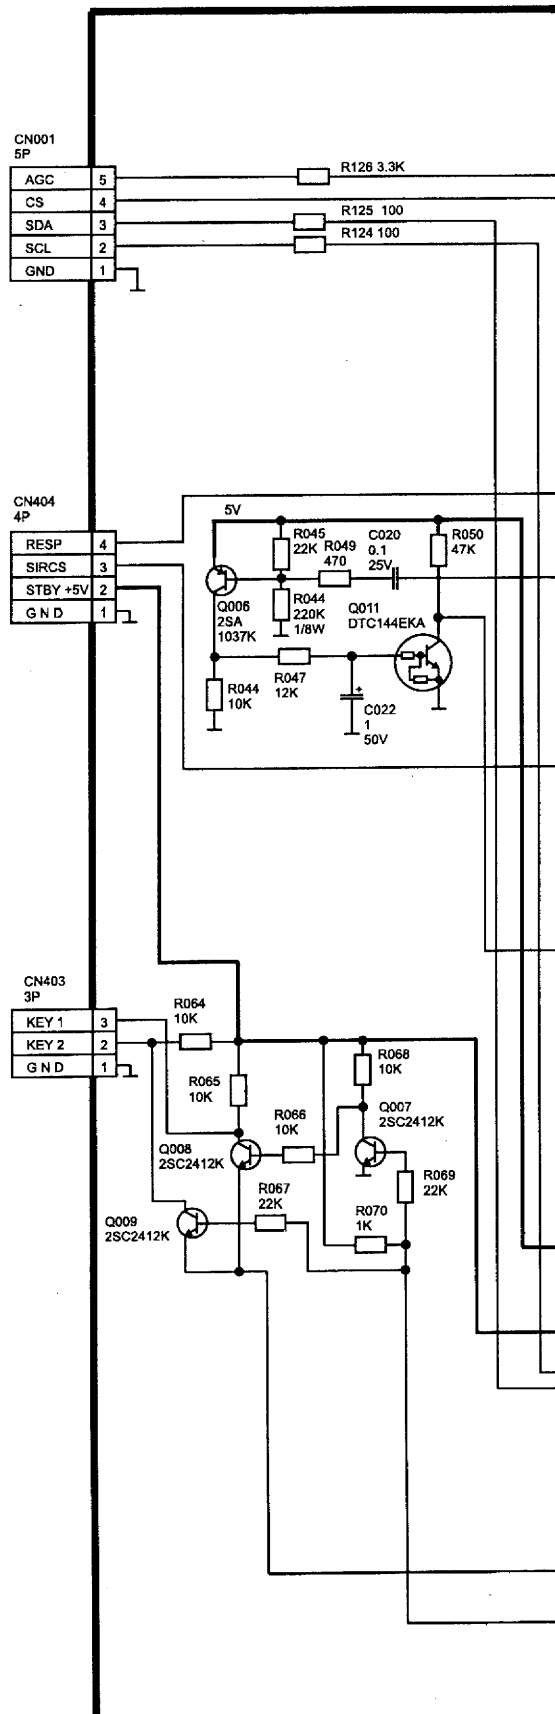 CN001
5P
AGC 5
CS 4
SDA 3
SCL 2
GND 1
R126 3.3K
R125 100
R124 100
CN404
4P
RESP 4
SIRCS 3
STBY +5V 2
G N D 1
5V
R045
22K
R049
470
C020
0.1
25V
R050
47K
Q006
2SA
1037K
R044
220K
1/8W
Q011
DTC144EKA
R044
10K
R047
12K
+
C022
1
50V
CN403
3P
KEY 1 3
KEY 2 2
G N D 1
R064
10K
R065
10K
R066
10K
R068
10K
Q007
2SC2412K
Q008
2SC2412K
R069
22K
R067
22K
R070
1K
Q009
2SC2412K